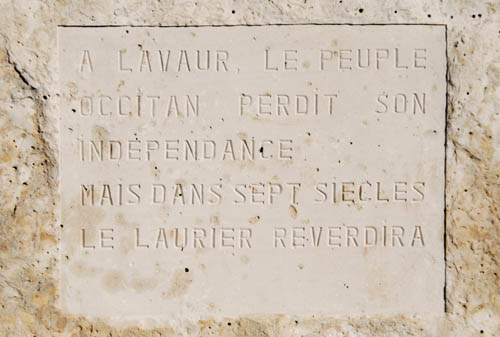 A LAVAUR, LE PEUPLE
OCCITAN PERDIT SON
INDÉPENDANCE
MAIS DANS SEPT SIECLES
LE LAURIER REVERDIRA